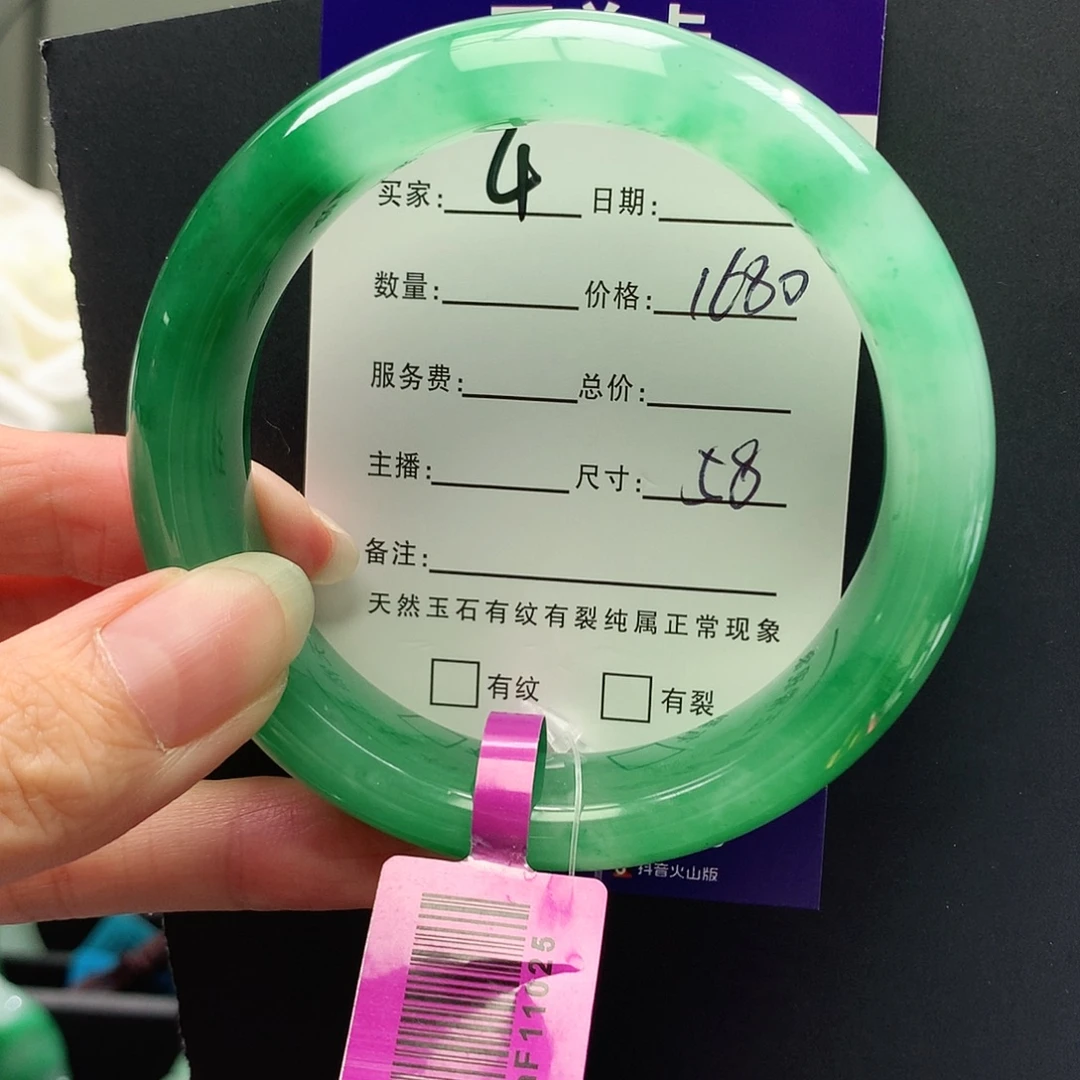 买家: 4 日期:
数量: 价格: 1680
服务费: 总价:
主播: 尺寸: 58
备注:
天然玉石有纹有裂纯属正常现象
有纹 有裂
抖音火山版
F11025